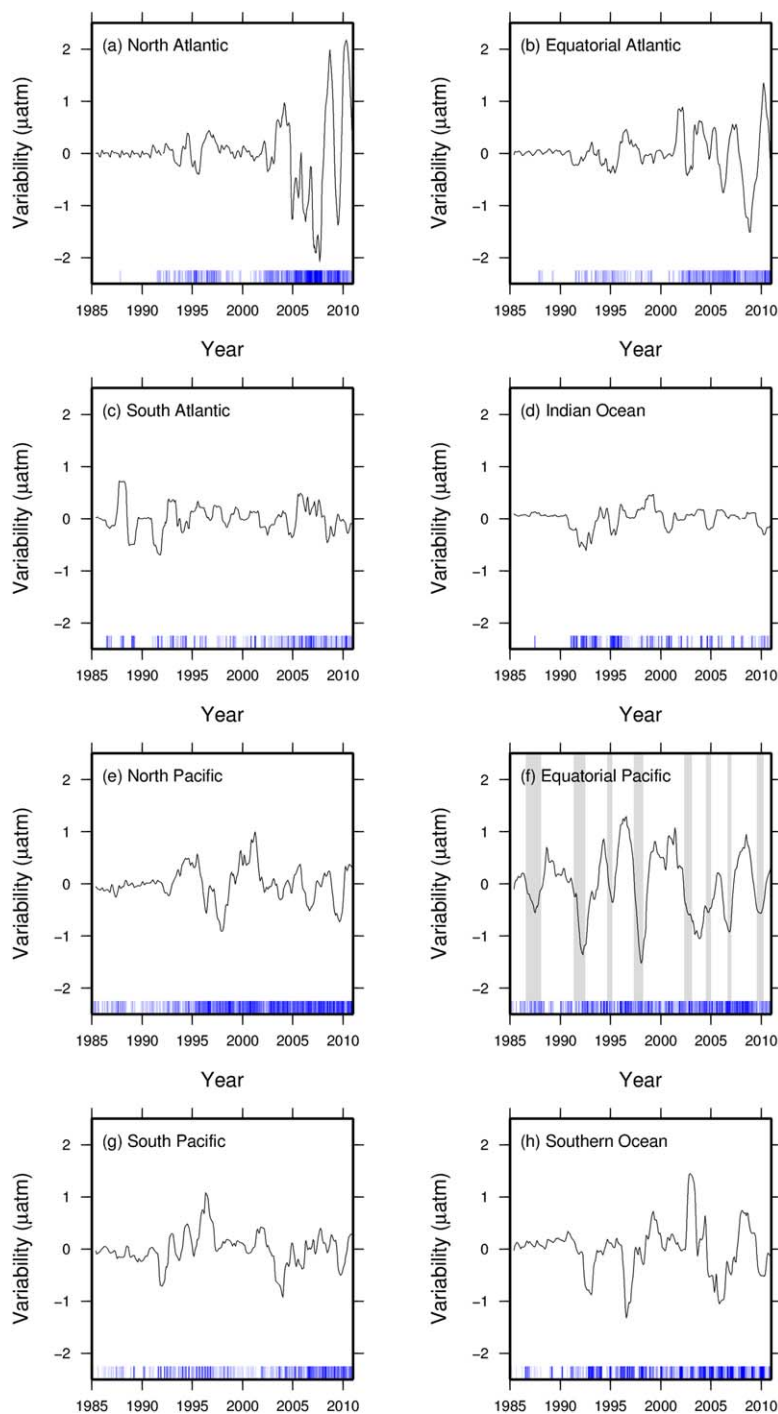 (a) North Atlantic
Variability (μatm)
2
1
0
−1
−2
1985 1990 1995 2000 2005 2010
Year
(b) Equatorial Atlantic
Variability (μatm)
2
1
0
−1
−2
1985 1990 1995 2000 2005 2010
Year
(c) South Atlantic
Variability (μatm)
2
1
0
−1
−2
1985 1990 1995 2000 2005 2010
Year
(d) Indian Ocean
Variability (μatm)
2
1
0
−1
−2
1985 1990 1995 2000 2005 2010
Year
(e) North Pacific
Variability (μatm)
2
1
0
−1
−2
1985 1990 1995 2000 2005 2010
Year
(f) Equatorial Pacific
Variability (μatm)
2
1
0
−1
−2
1985 1990 1995 2000 2005 2010
Year
(g) South Pacific
Variability (μatm)
2
1
0
−1
−2
1985 1990 1995 2000 2005 2010
(h) Southern Ocean
Variability (μatm)
2
1
0
−1
−2
1985 1990 1995 2000 2005 2010